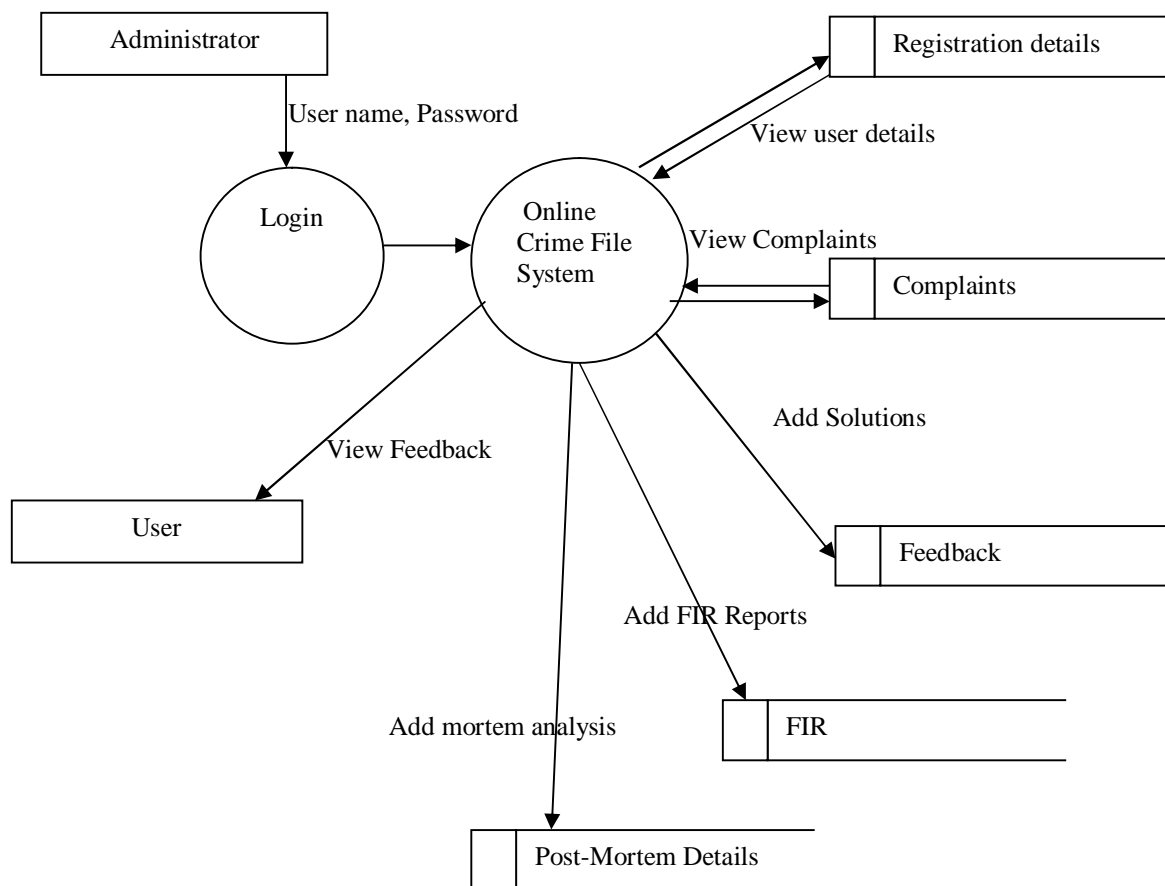 Administrator
Registration details
User name, Password
View user details
Login
Online
Crime File
System
View Complaints
Complaints
Add Solutions
View Feedback
User
Feedback
Add FIR Reports
Add mortem analysis
FIR
Post-Mortem Details